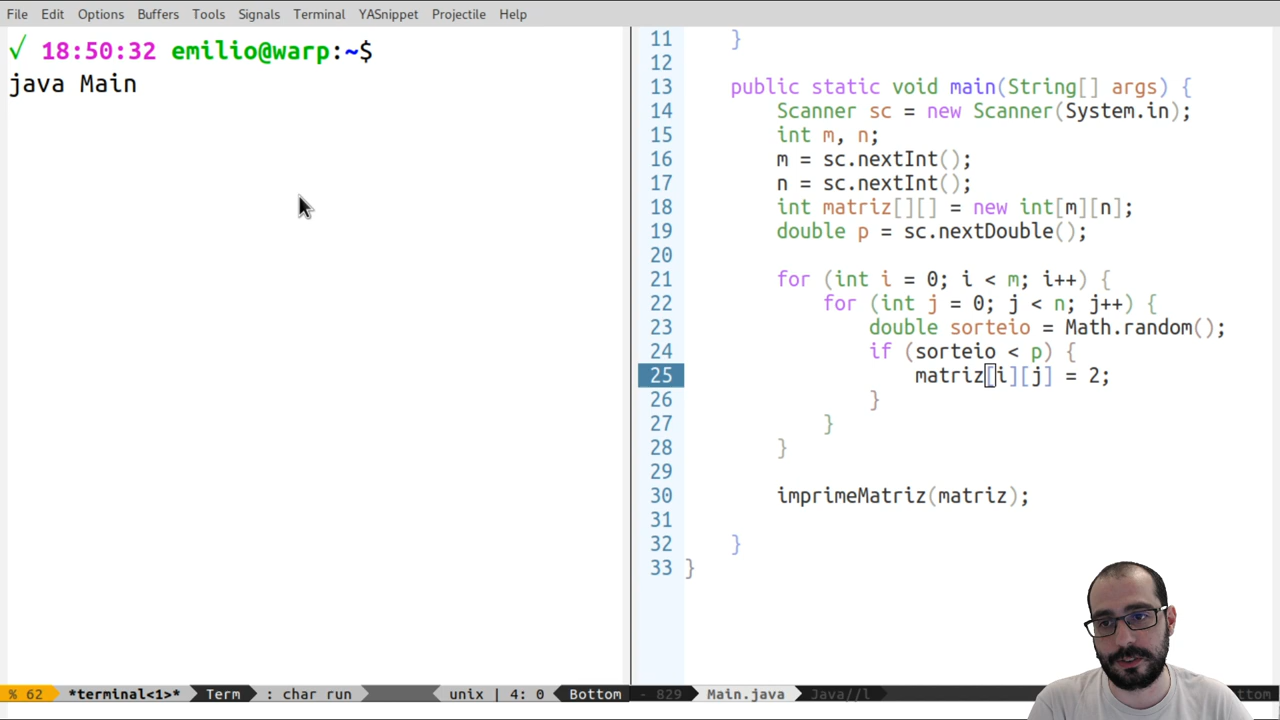 File Edit Options Buffers Tools Signals Terminal YASnippet Projectile Help
✓ 18:50:32 emilio@warp:~$
java Main
11 }
12
13 public static void main(String[] args) {
14 Scanner sc = new Scanner(System.in);
15 int m, n;
16 m = sc.nextInt();
17 n = sc.nextInt();
18 int matriz[][] = new int[m][n];
19 double p = sc.nextDouble();
20
21 for (int i = 0; i < m; i++) {
22 for (int j = 0; j < n; j++) {
23 double sorteio = Math.random();
24 if (sorteio < p) {
25 matriz[i][j] = 2;
26 }
27 }
28 }
29
30 imprimeMatriz(matriz);
31
32 }
33 }
% 62 *terminal<1>* Term : char run unix | 4: 0 Bottom - 829 Main.java Java//l ttom